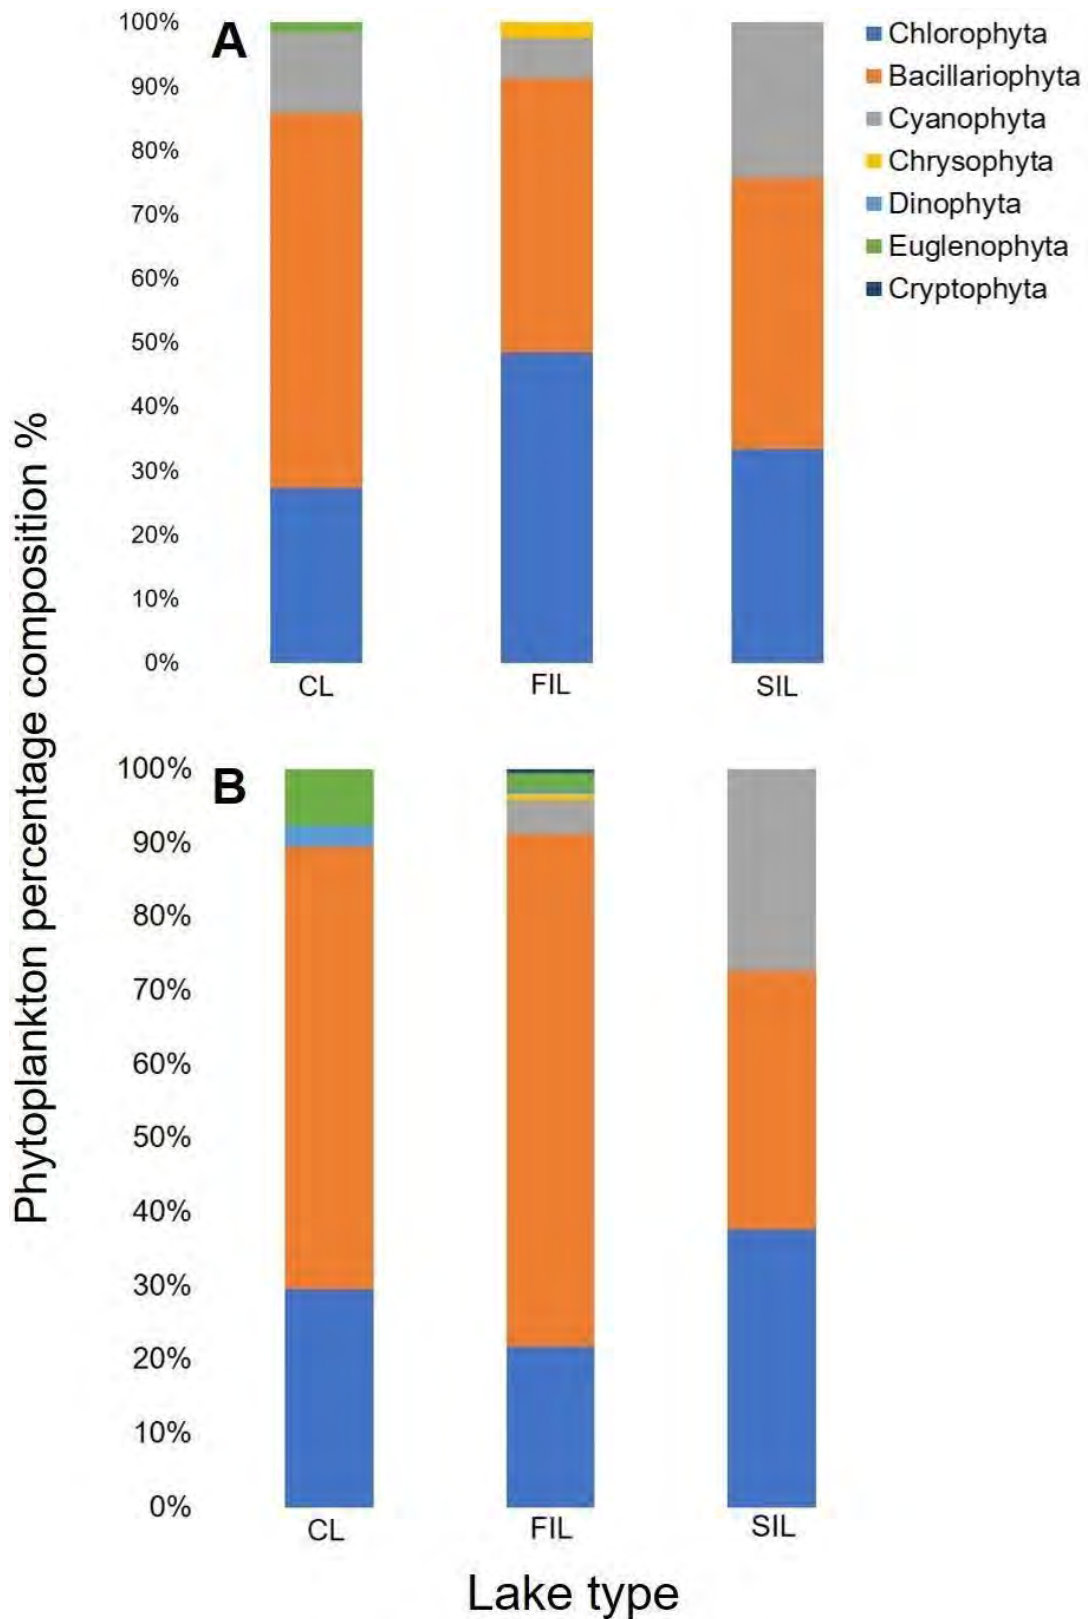 A
100%
90%
80%
70%
60%
50%
40%
30%
20%
10%
0%
CL
FIL
SIL
Chlorophyta
Bacillariophyta
Cyanophyta
Chrysophyta
Dinophyta
Euglenophyta
Cryptophyta
Phytoplankton percentage composition %
B
100%
90%
80%
70%
60%
50%
40%
30%
20%
10%
0%
CL
FIL
SIL
Lake type